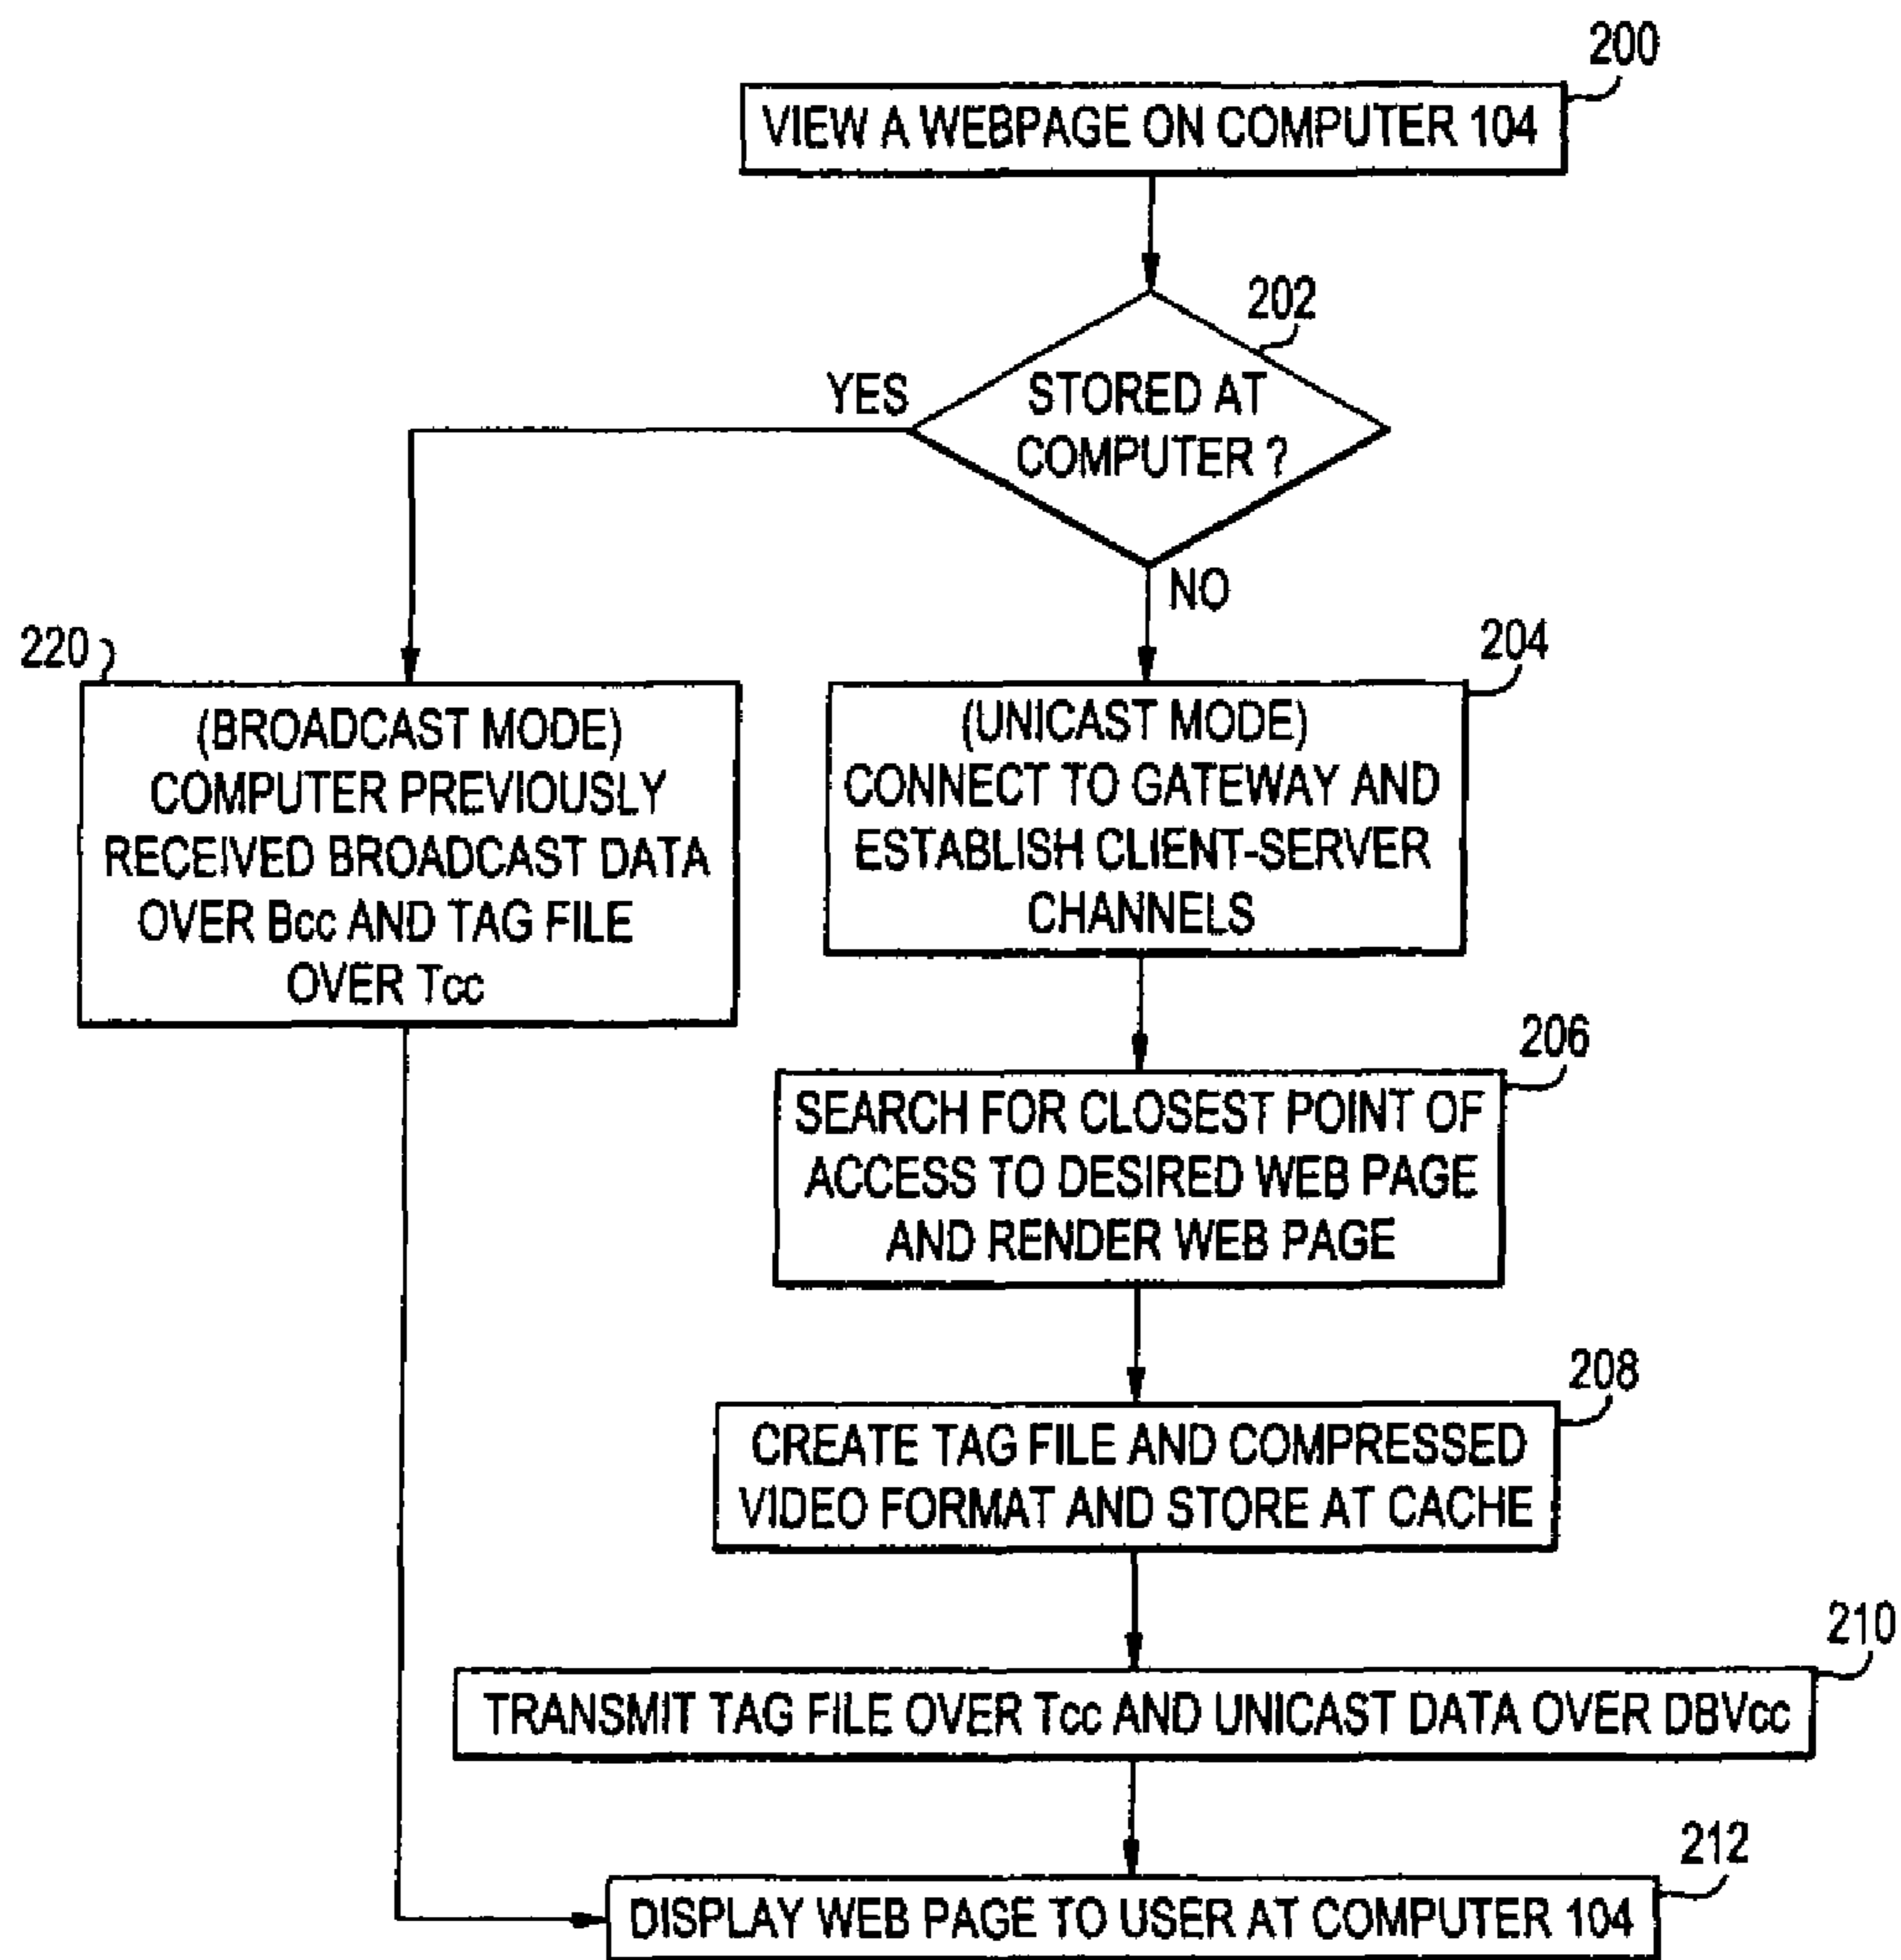 200
VIEW A WEBPAGE ON COMPUTER 104
202
STORED AT
COMPUTER ?
YES
NO
220
(BROADCAST MODE)
COMPUTER PREVIOUSLY
RECEIVED BROADCAST DATA
OVER Bcc AND TAG FILE
OVER Tcc
204
(UNICAST MODE)
CONNECT TO GATEWAY AND
ESTABLISH CLIENT-SERVER
CHANNELS
206
SEARCH FOR CLOSEST POINT OF
ACCESS TO DESIRED WEB PAGE
AND RENDER WEB PAGE
208
CREATE TAG FILE AND COMPRESSED
VIDEO FORMAT AND STORE AT CACHE
210
TRANSMIT TAG FILE OVER Tcc AND UNICAST DATA OVER DBVcc
212
DISPLAY WEB PAGE TO USER AT COMPUTER 104